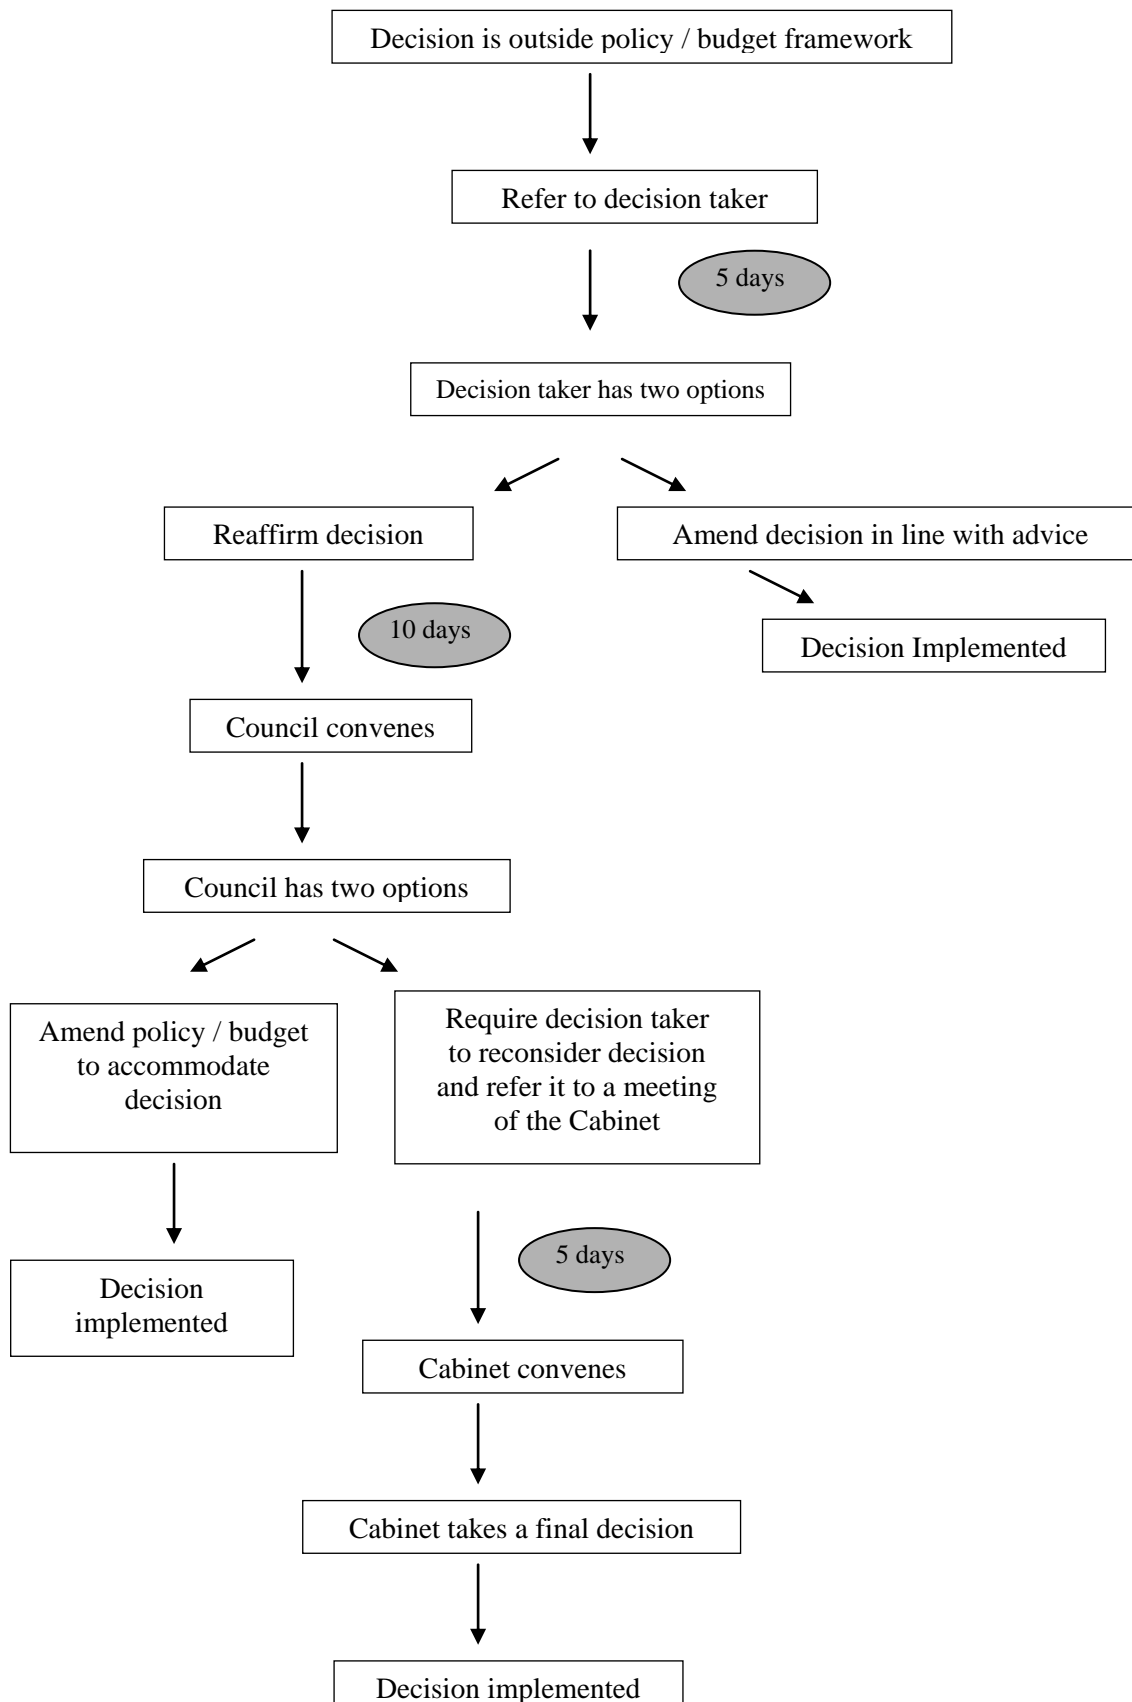 Decision is outside policy / budget framework
Refer to decision taker
5 days
Decision taker has two options
Reaffirm decision
Amend decision in line with advice
10 days
Decision Implemented
Council convenes
Council has two options
Amend policy / budget
to accommodate
decision
Require decision taker
to reconsider decision
and refer it to a meeting
of the Cabinet
5 days
Decision
implemented
Cabinet convenes
Cabinet takes a final decision
Decision implemented